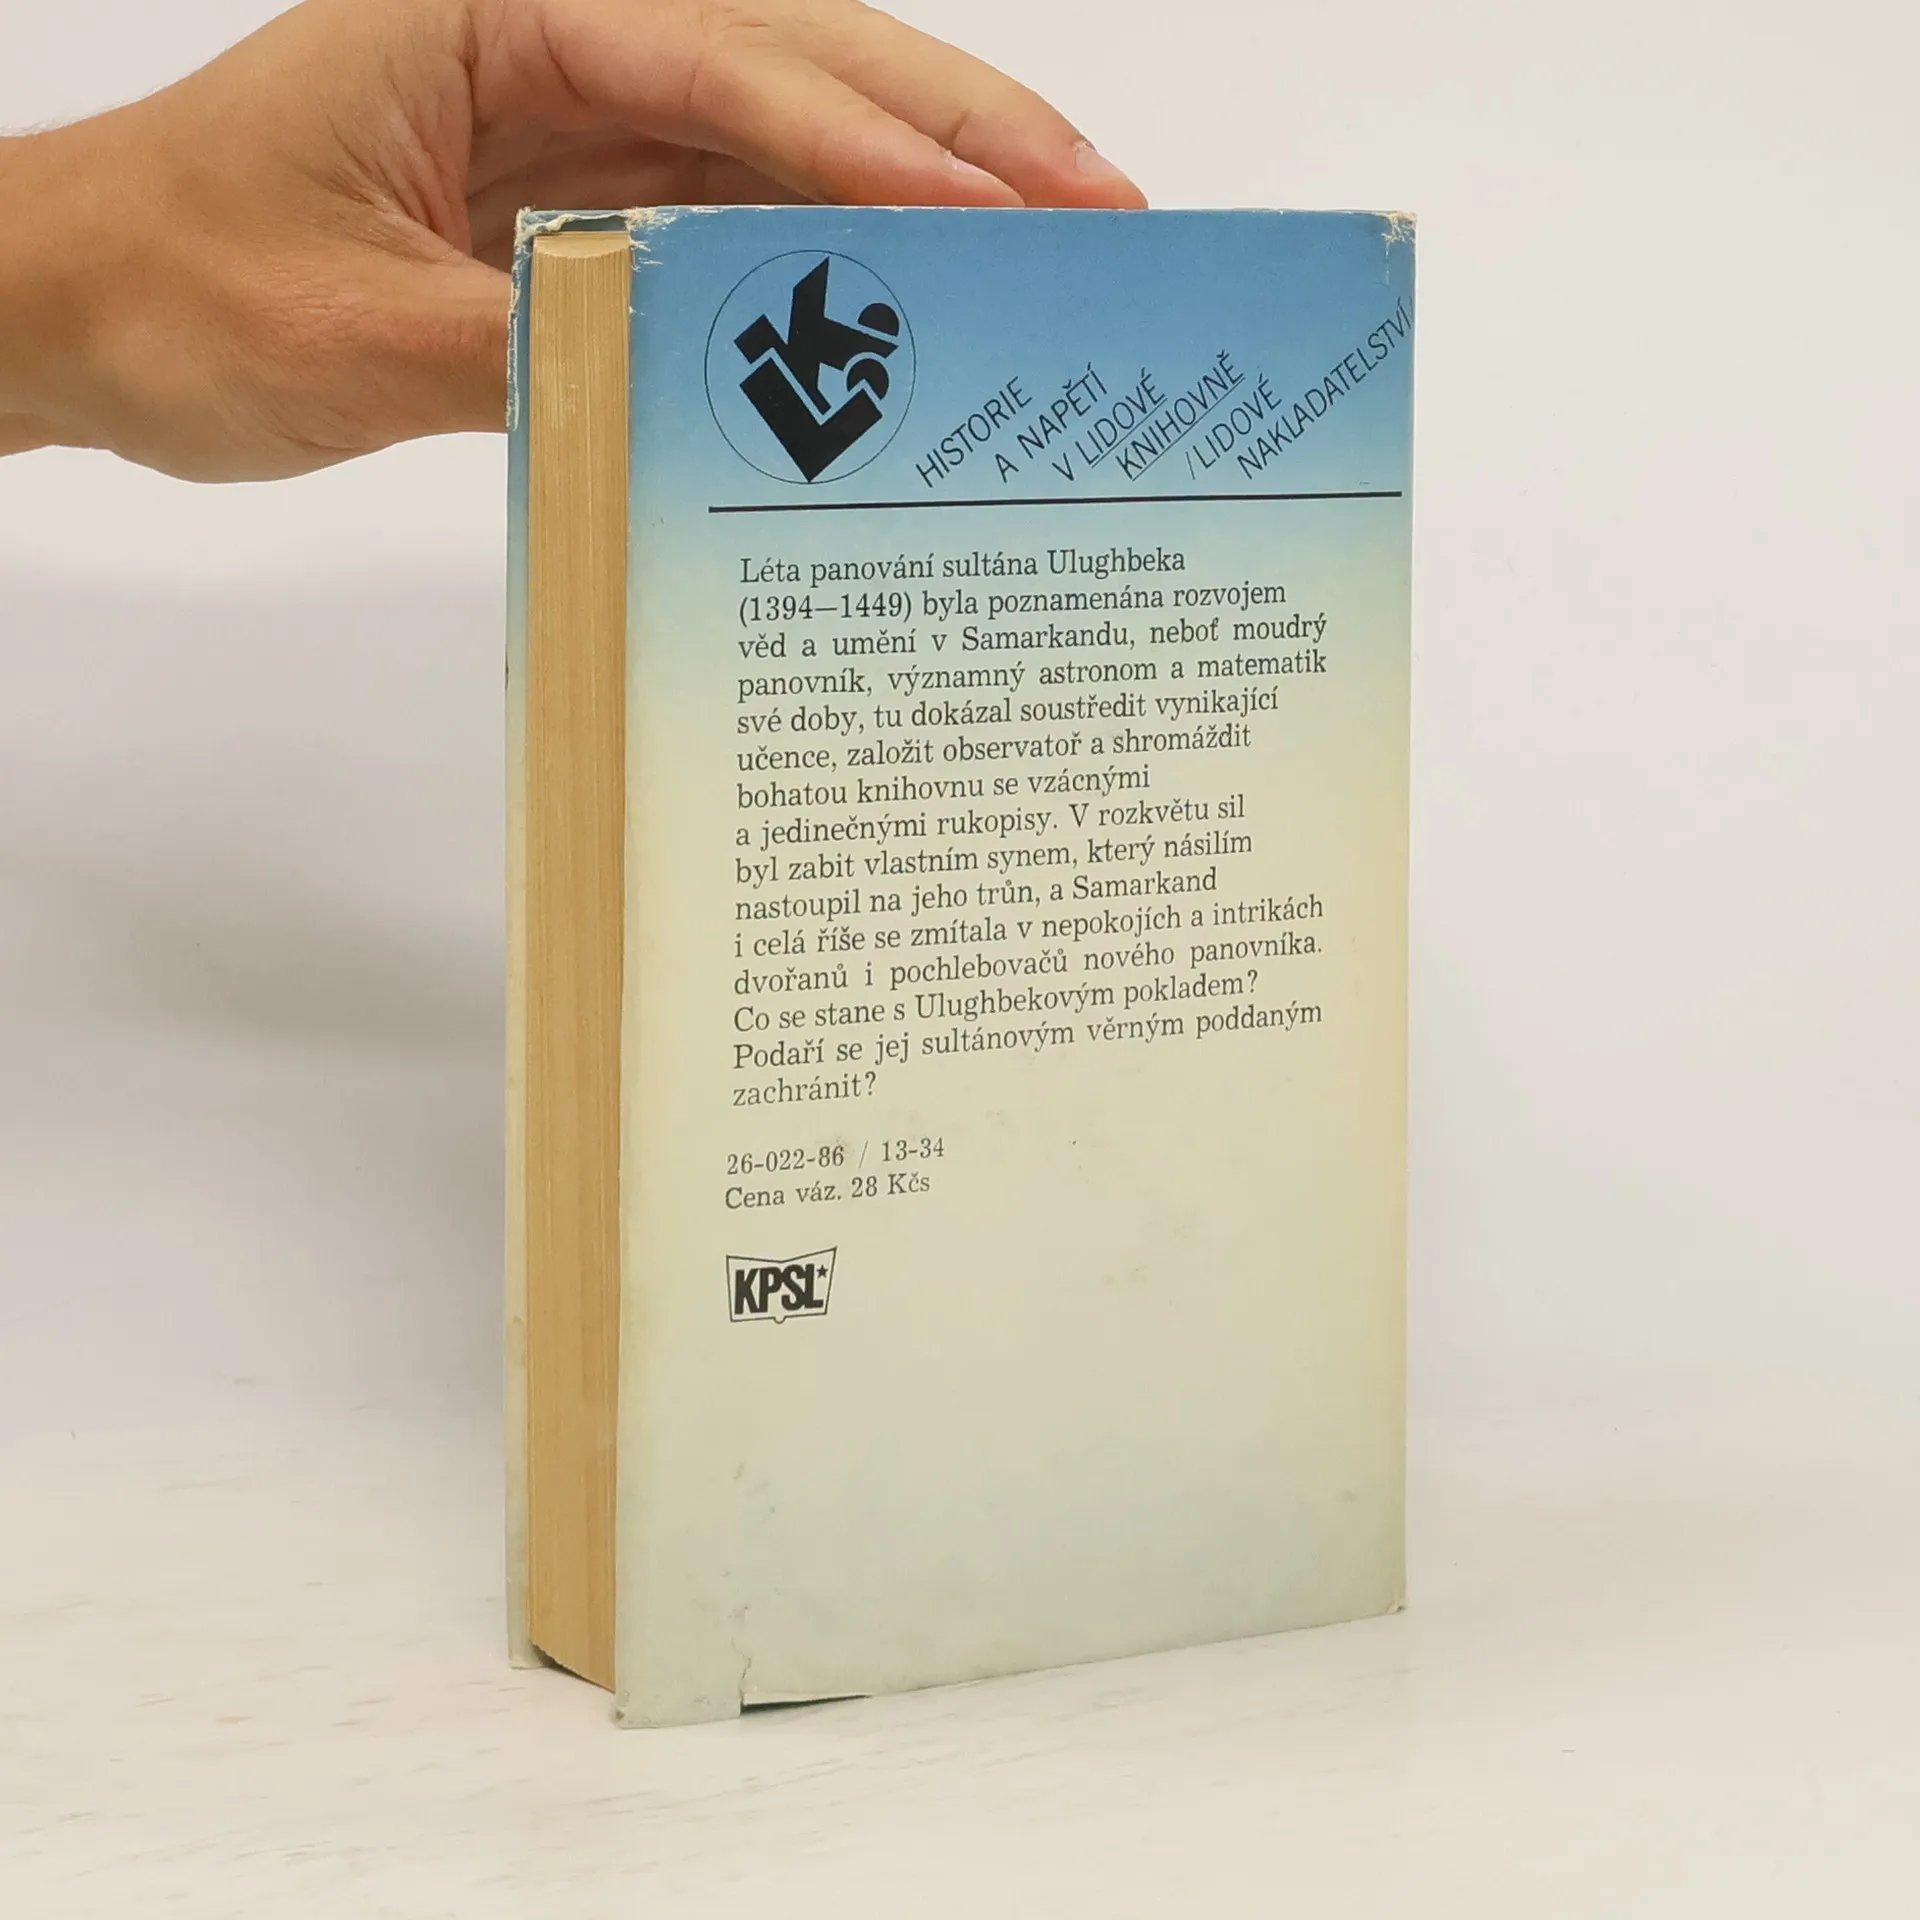 LK
HISTORIE
A NAPĚTÍ
V LIDOVÉ
KNIHOVNĚ
/LIDOVÉ
NAKLADATELSTVÍ/
Léta panování sultána Ulughbeka
(1394—1449) byla poznamenána rozvojem
věd a umění v Samarkandu, neboť moudrý
panovník, významný astronom a matematik
své doby, tu dokázal soustředit vynikající
učence, založit observatoř a shromáždit
bohatou knihovnu se vzácnými
a jedinečnými rukopisy. V rozkvětu sil
byl zabit vlastním synem, který násilím
nastoupil na jeho trůn, a Samarkand
i celá říše se zmítala v nepokojích a intrikách
dvořanů i pochlebovačů nového panovníka.
Co se stane s Ulughbekovým pokladem?
Podaří se jej sultánovým věrným poddaným
zachránit?
26-022-86 / 13-34
Cena váz. 28 Kčs
KPSL